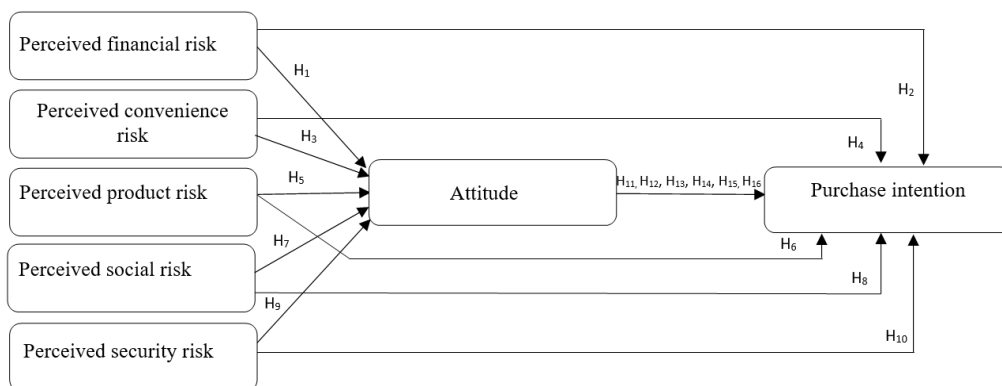 Perceived financial risk
H₁
H₂
Perceived convenience
risk
H₃
H₄
Perceived product risk
H₅
Attitude
H₁₁, H₁₂, H₁₃, H₁₄, H₁₅, H₁₆
Purchase intention
H₆
Perceived social risk
H₇
H₈
Perceived security risk
H₉
H₁₀